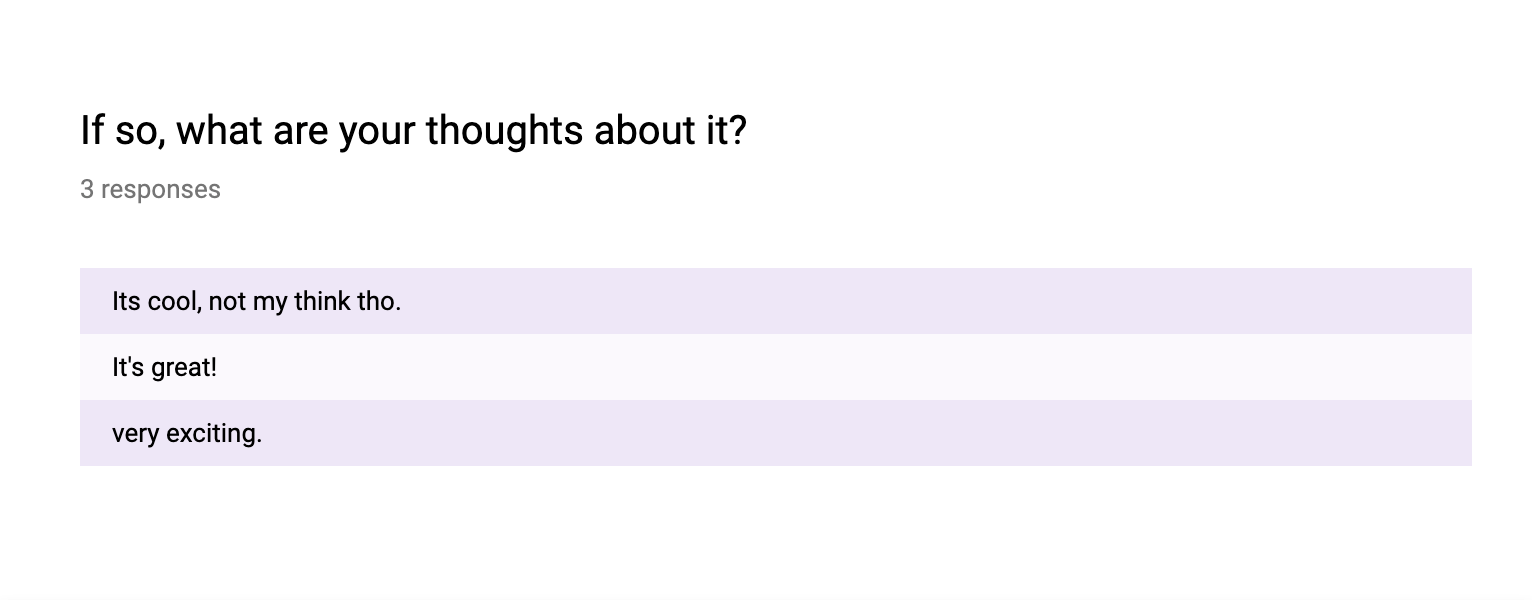 If so, what are your thoughts about it?
3 responses
Its cool, not my think tho.
It's great!
very exciting.